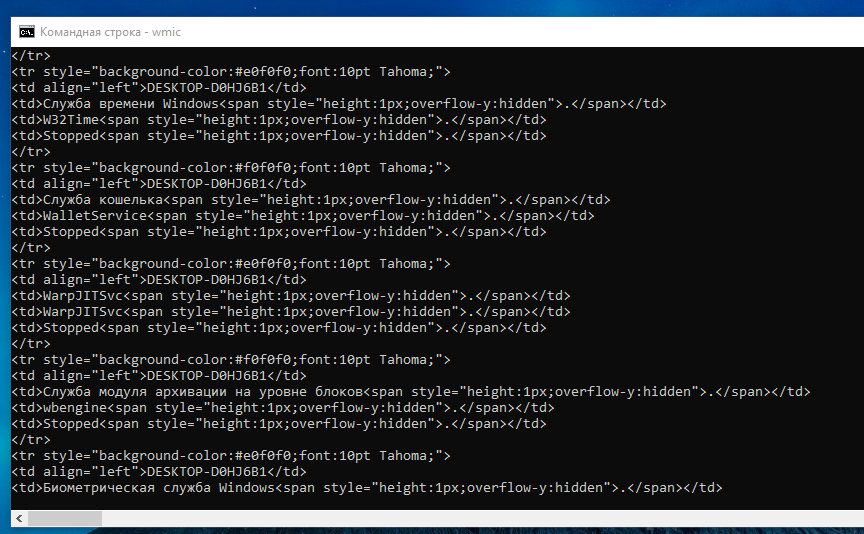 Командная строка - wmic
</tr>
<tr style="background-color:#e0f0f0;font:10pt Tahoma;">
<td align="left">DESKTOP-D0HJ6B1</td>
<td>Служба времени Windows<span style="height:1px;overflow-y:hidden">.</span></td>
<td>W32Time<span style="height:1px;overflow-y:hidden">.</span></td>
<td>Stopped<span style="height:1px;overflow-y:hidden">.</span></td>
</tr>
<tr style="background-color:#f0f0f0;font:10pt Tahoma;">
<td align="left">DESKTOP-D0HJ6B1</td>
<td>Служба кошелька<span style="height:1px;overflow-y:hidden">.</span></td>
<td>WalletService<span style="height:1px;overflow-y:hidden">.</span></td>
<td>Stopped<span style="height:1px;overflow-y:hidden">.</span></td>
</tr>
<tr style="background-color:#e0f0f0;font:10pt Tahoma;">
<td align="left">DESKTOP-D0HJ6B1</td>
<td>WarpJITSvc<span style="height:1px;overflow-y:hidden">.</span></td>
<td>WarpJITSvc<span style="height:1px;overflow-y:hidden">.</span></td>
<td>Stopped<span style="height:1px;overflow-y:hidden">.</span></td>
</tr>
<tr style="background-color:#f0f0f0;font:10pt Tahoma;">
<td align="left">DESKTOP-D0HJ6B1</td>
<td>Служба модуля архивации на уровне блоков<span style="height:1px;overflow-y:hidden">.</span></td>
<td>wbengine<span style="height:1px;overflow-y:hidden">.</span></td>
<td>Stopped<span style="height:1px;overflow-y:hidden">.</span></td>
</tr>
<tr style="background-color:#e0f0f0;font:10pt Tahoma;">
<td align="left">DESKTOP-D0HJ6B1</td>
<td>Биометрическая служба Windows<span style="height:1px;overflow-y:hidden">.</span></td>